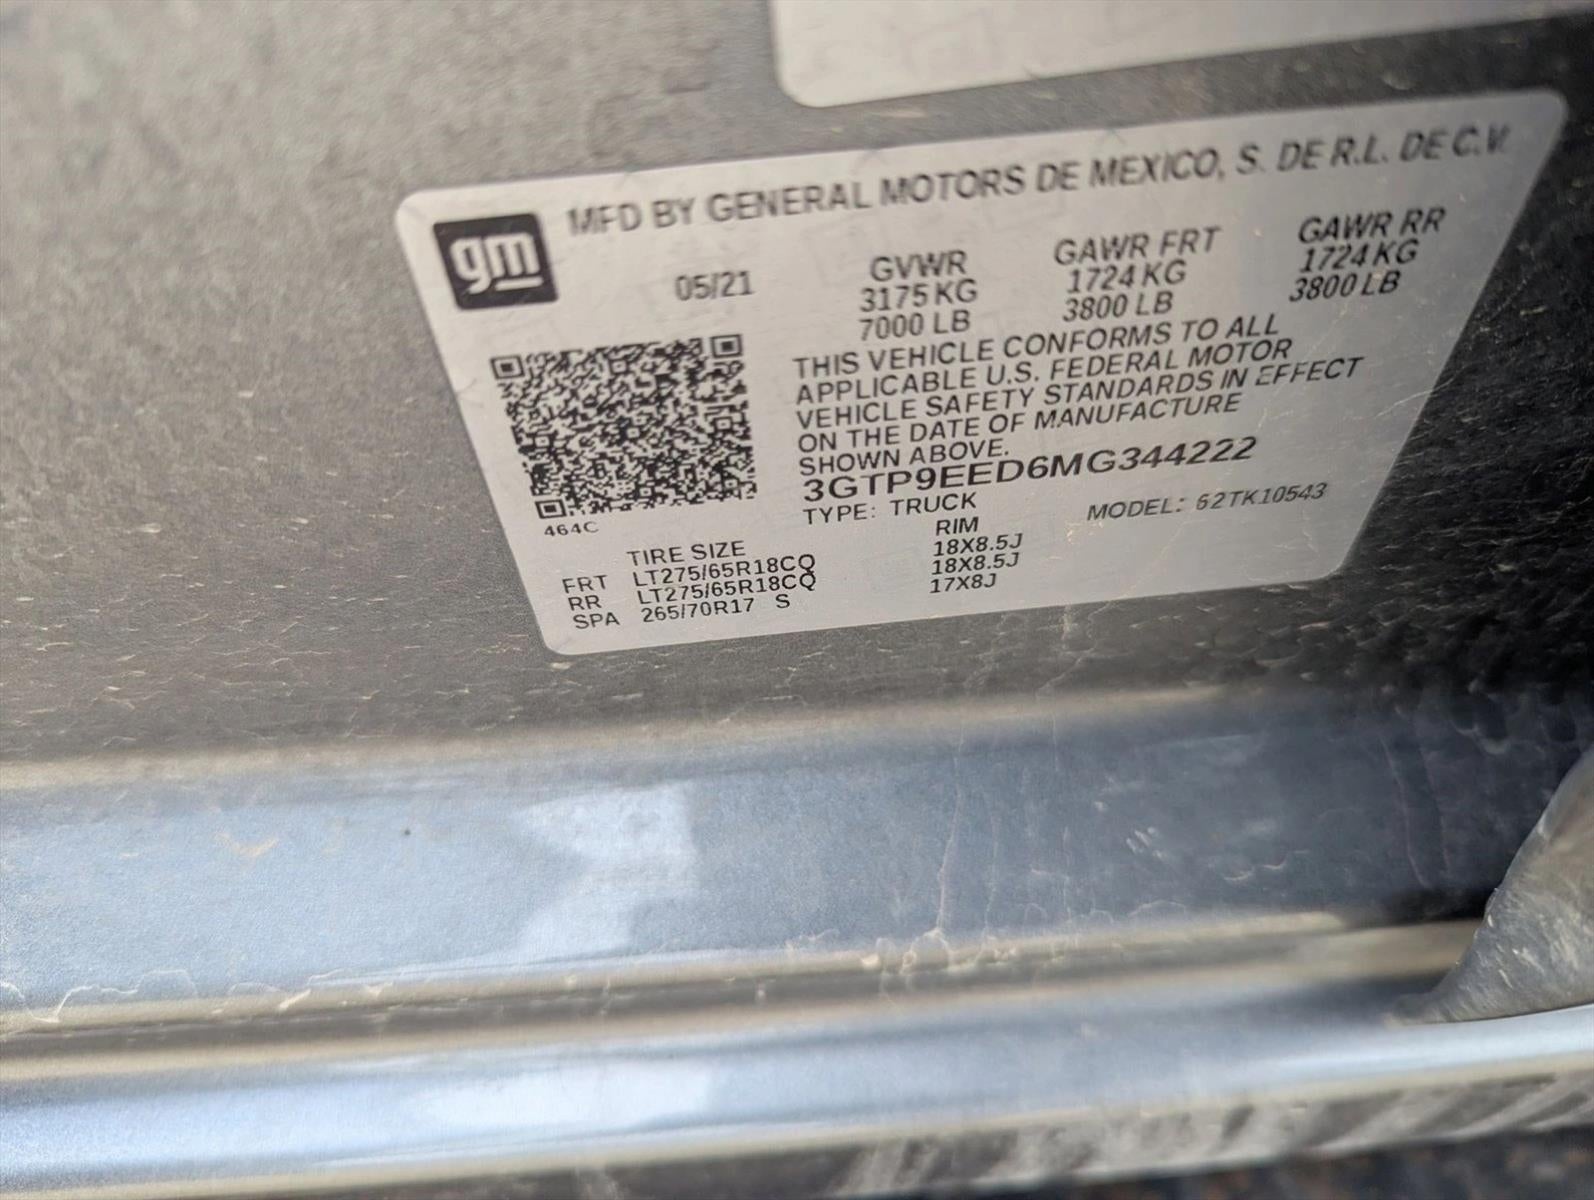 gm
MFD BY GENERAL MOTORS DE MEXICO, S. DE R.L. DE C.V.
05/21
GVWR GAWR FRT GAWR RR
3175 KG 1724 KG 1724 KG
7000 LB 3800 LB 3800 LB
THIS VEHICLE CONFORMS TO ALL
APPLICABLE U.S. FEDERAL MOTOR
VEHICLE SAFETY STANDARDS IN EFFECT
ON THE DATE OF MANUFACTURE
SHOWN ABOVE.
3GTP9EED6MG344222
TYPE: TRUCK MODEL: 62TK10543
464C
TIRE SIZE RIM
FRT LT275/65R18CQ 18X8.5J
RR LT275/65R18CQ 18X8.5J
SPA 265/70R17 S 17X8J